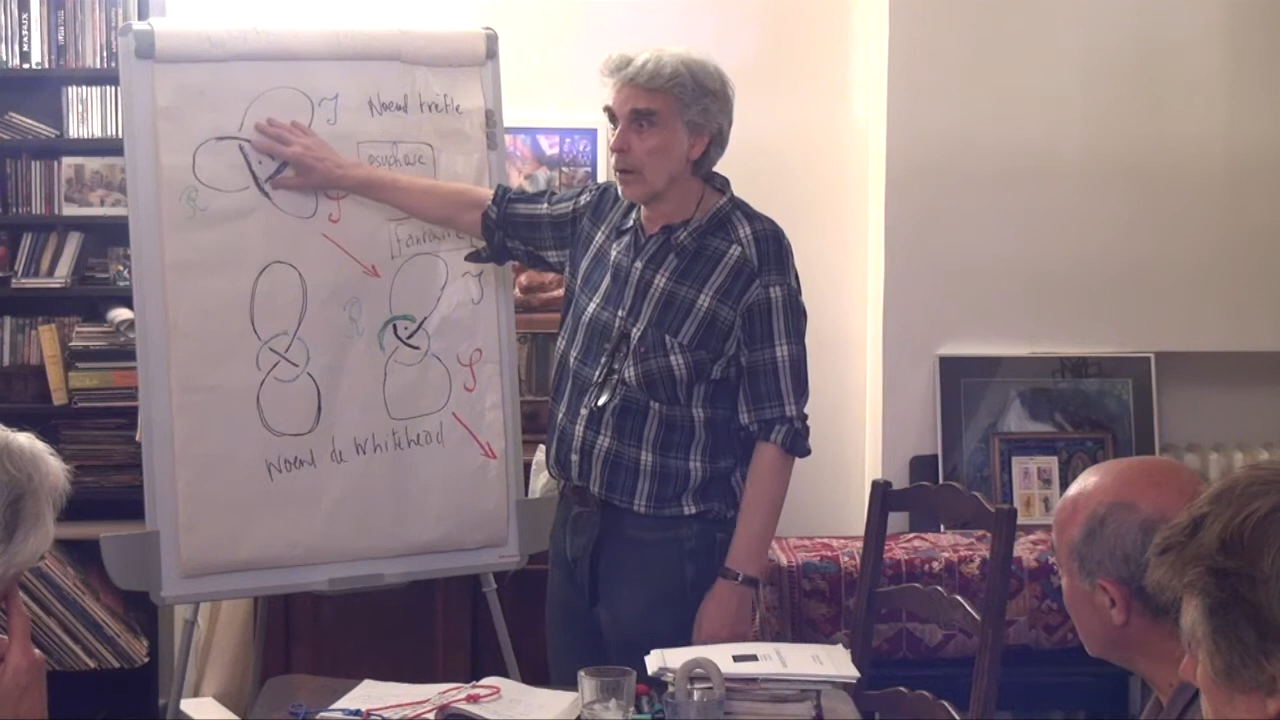 J Noeud trèfle
psychose
R
S
fantasme
J
R
S
Noeud de Whitehead